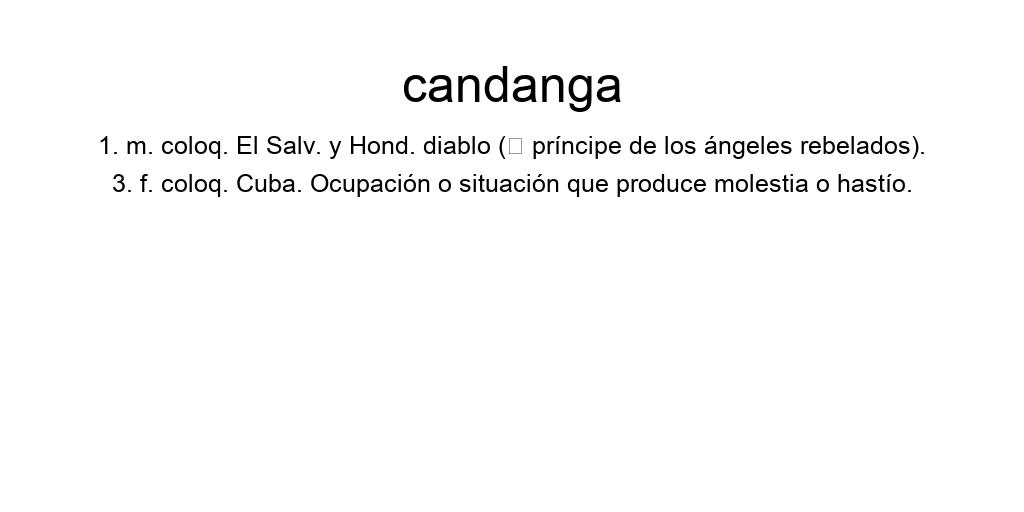 candanga
1. m. coloq. El Salv. y Hond. diablo (□ príncipe de los ángeles rebelados).
3. f. coloq. Cuba. Ocupación o situación que produce molestia o hastío.